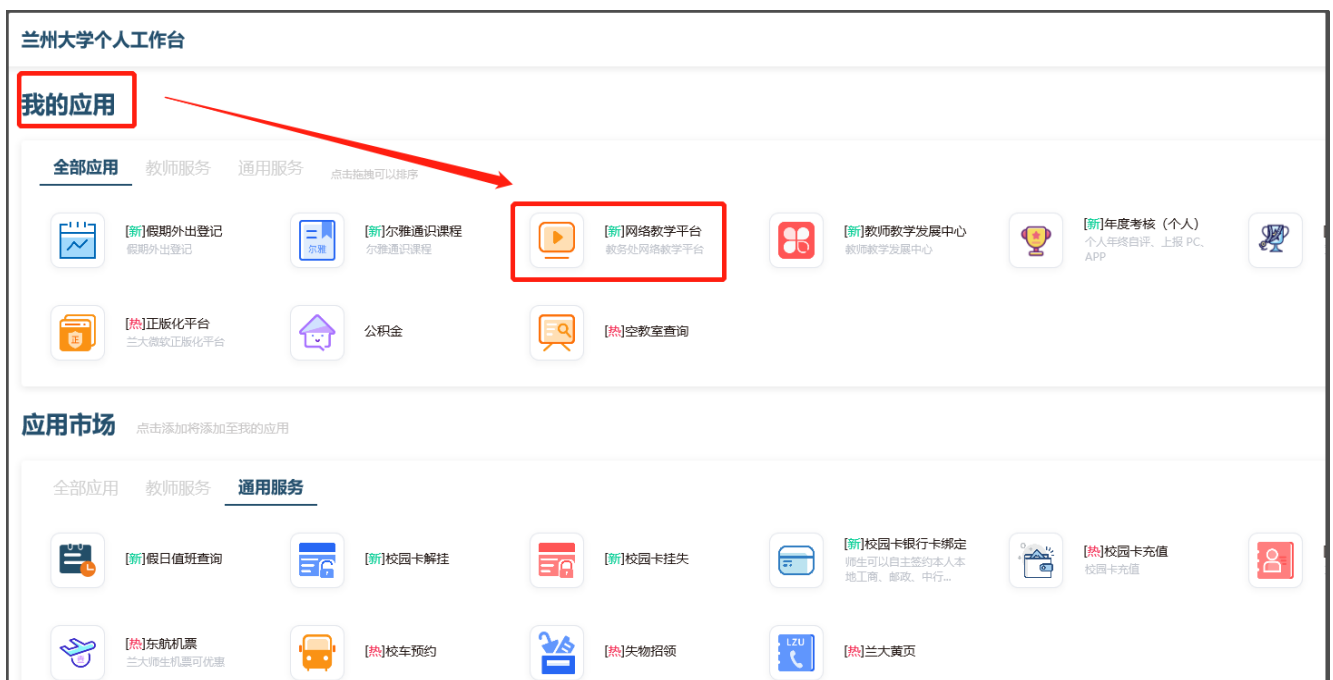 兰州大学个人工作台
我的应用
全部应用 教师服务 通用服务 点击拖拽可以排序
[新]假期外出登记
假期外出登记
尔雅
[新]尔雅通识课程
尔雅通识课程
[新]网络教学平台
教务处网络教学平台
[新]教师教学发展中心
教师教学发展中心
[新]年度考核（个人）
个人年终自评、上报 PC、
APP
正
[热]正版化平台
兰大微软正版化平台
公积金
[热]空教室查询
应用市场 点击添加将添加至我的应用
全部应用 教师服务 通用服务
[新]假日值班查询
[新]校园卡解挂
[新]校园卡挂失
[新]校园卡银行卡绑定
师生可以自主签约本人本
地工商、邮政、中行...
[热]校园卡充值
校园卡充值
[热]东航机票
兰大师生机票可优惠
[热]校车预约
[热]失物招领
LZU
[热]兰大黄页